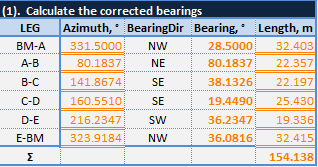 (1). Calculate the corrected bearings
LEG Azimuth, ° BearingDir Bearing, ° Length, m
BM-A 331.5000 NW 28.5000 32.403
A-B 80.1837 NE 80.1837 22.357
B-C 141.8674 SE 38.1326 22.197
C-D 160.5510 SE 19.4490 25.430
D-E 216.2347 SW 36.2347 19.336
E-BM 323.9184 NW 36.0816 32.415
Σ 154.138